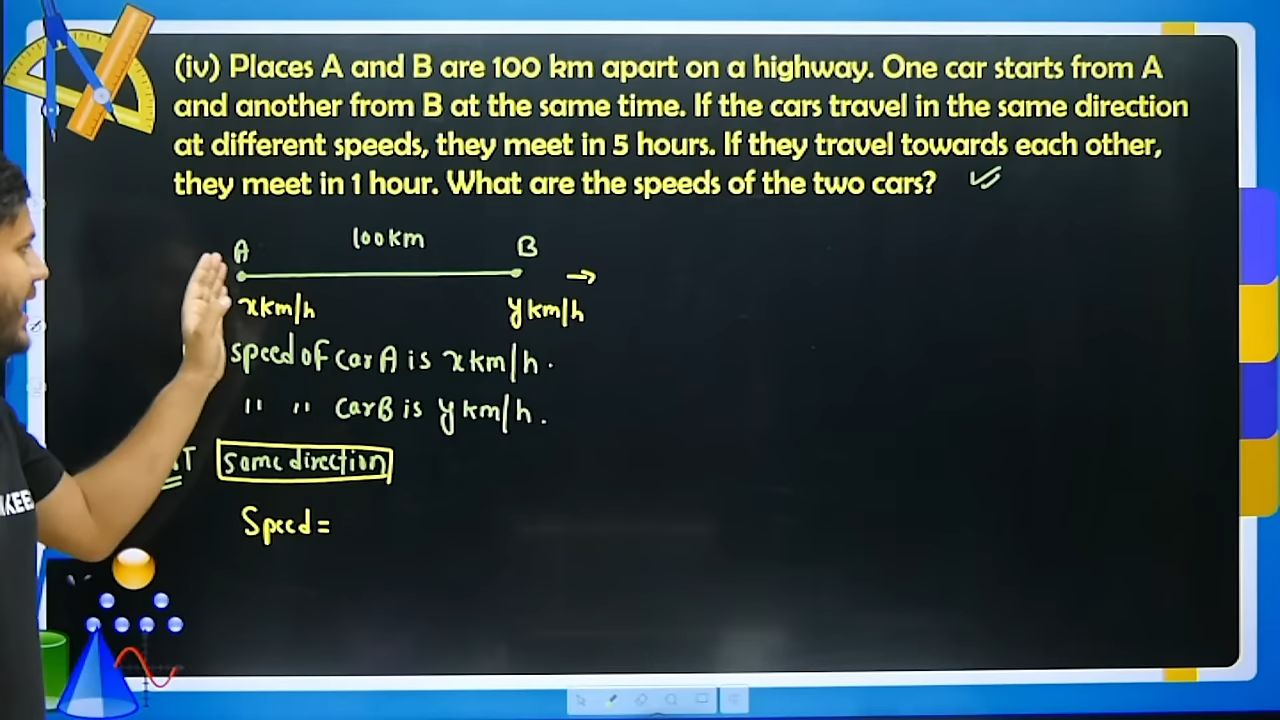 (iv) Places A and B are 100 km apart on a highway. One car starts from A
and another from B at the same time. If the cars travel in the same direction
at different speeds, they meet in 5 hours. If they travel towards each other,
they meet in 1 hour. What are the speeds of the two cars?
A 100km B
xkm/h ykm/h
speed of car A is x km/h.
" " car B is y km/h.
same direction
Speed =